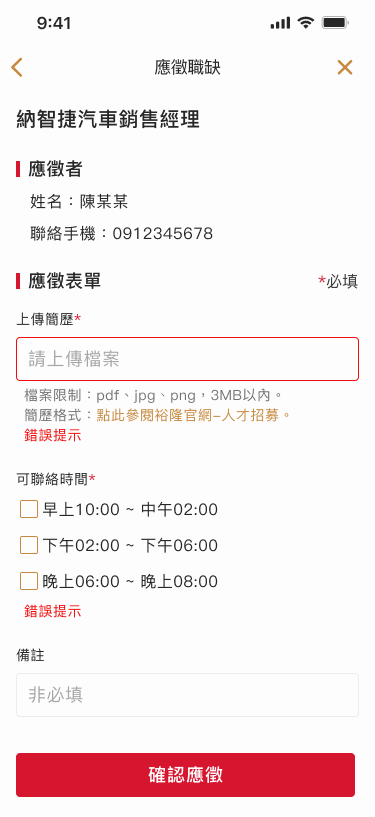 9:41
應徵職缺
納智捷汽車銷售經理
應徵者
姓名：陳某某
聯絡手機：0912345678
應徵表單 *必填
上傳簡歷*
請上傳檔案
檔案限制：pdf、jpg、png，3MB以內。
簡歷格式：點此參閱裕隆官網–人才招募。
錯誤提示
可聯絡時間*
早上10:00 ~ 中午02:00
下午02:00 ~ 下午06:00
晚上06:00 ~ 晚上08:00
錯誤提示
備註
非必填
確認應徵